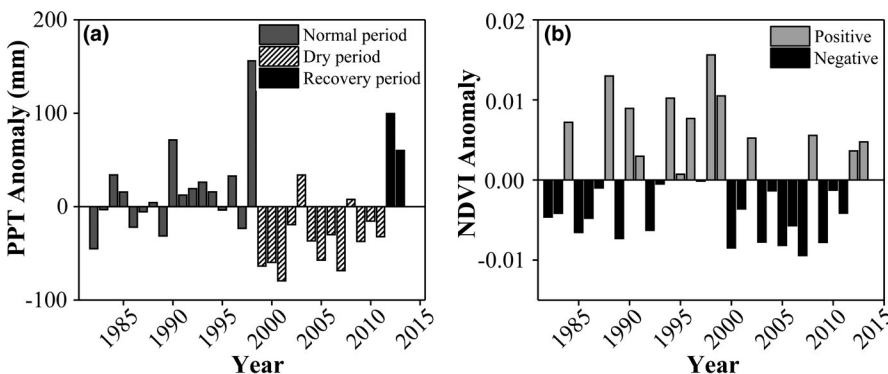 (a)
Normal period
Dry period
Recovery period
PPT Anomaly (mm)
200
100
0
-100
1985
1990
1995
2000
2005
2010
2015
Year
(b)
Positive
Negative
NDVI Anomaly
0.01
0.00
-0.01
1985
1990
1995
2000
2005
2010
2015
Year